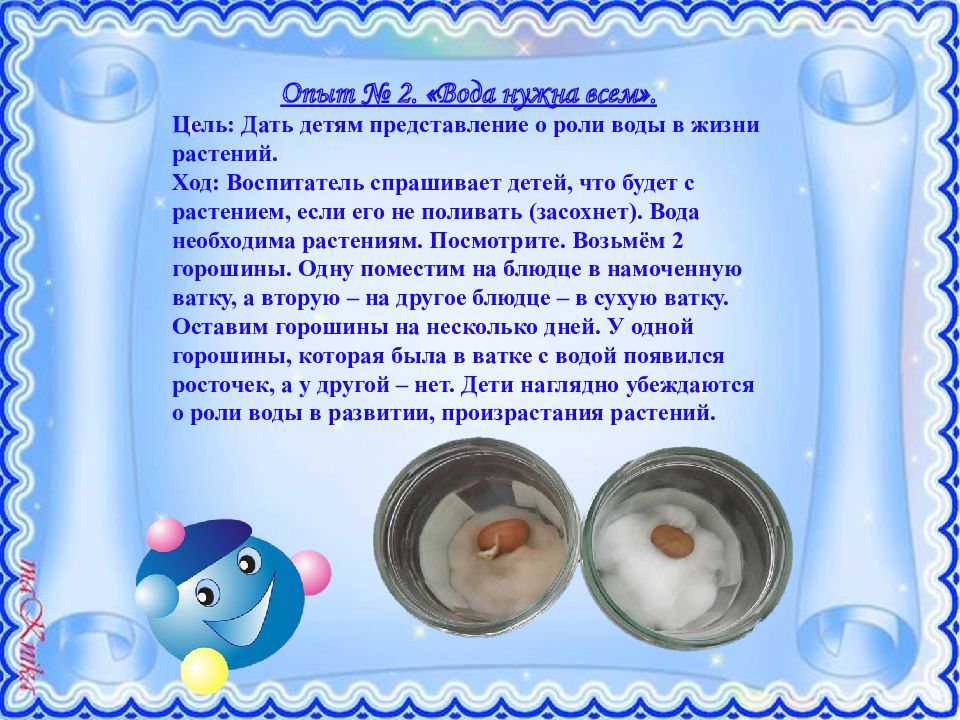 Опыт № 2. «Вода нужна всем».
Цель: Дать детям представление о роли воды в жизни
растений.
Ход: Воспитатель спрашивает детей, что будет с
растением, если его не поливать (засохнет). Вода
необходима растениям. Посмотрите. Возьмём 2
горошины. Одну поместим на блюдце в намоченную
ватку, а вторую – на другое блюдце – в сухую ватку.
Оставим горошины на несколько дней. У одной
горошины, которая была в ватке с водой появился
росточек, а у другой – нет. Дети наглядно убеждаются
о роли воды в развитии, произрастания растений.